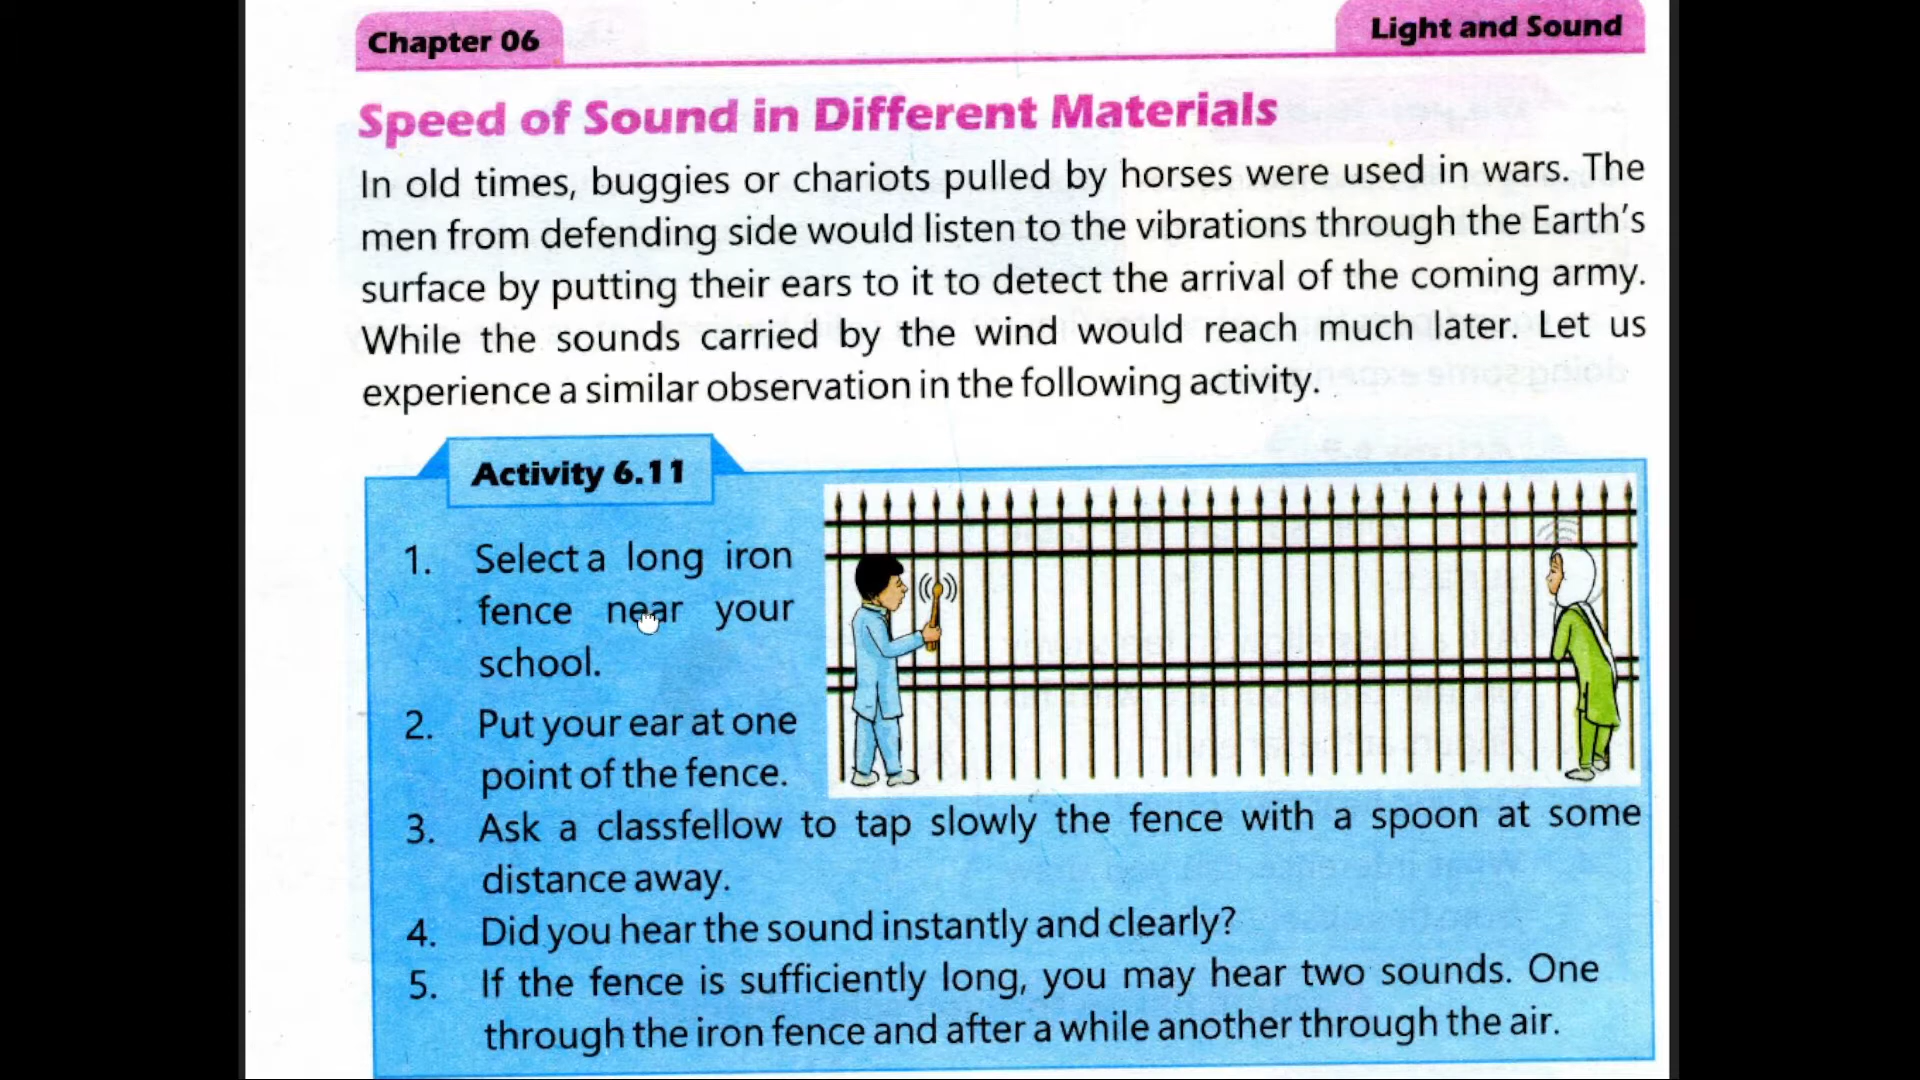 Chapter 06
Light and Sound
Speed of Sound in Different Materials
In old times, buggies or chariots pulled by horses were used in wars. The
men from defending side would listen to the vibrations through the Earth's
surface by putting their ears to it to detect the arrival of the coming army.
While the sounds carried by the wind would reach much later. Let us
experience a similar observation in the following activity.
Activity 6.11
1. Select a long iron
fence near your
school.
2. Put your ear at one
point of the fence.
3. Ask a classfellow to tap slowly the fence with a spoon at some
distance away.
4. Did you hear the sound instantly and clearly?
5. If the fence is sufficiently long, you may hear two sounds. One
through the iron fence and after a while another through the air.